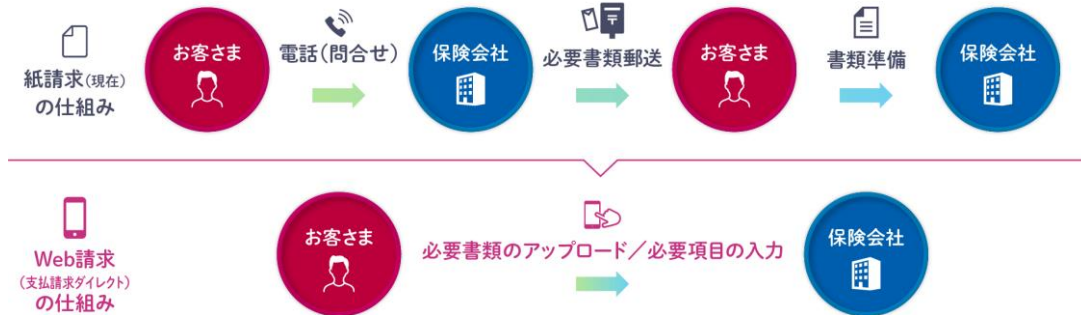 紙請求(現在)
の仕組み
お客さま
電話(問合せ)
保険会社
必要書類郵送
お客さま
書類準備
保険会社
Web請求
(支払請求ダイレクト)
の仕組み
お客さま
必要書類のアップロード/必要項目の入力
保険会社